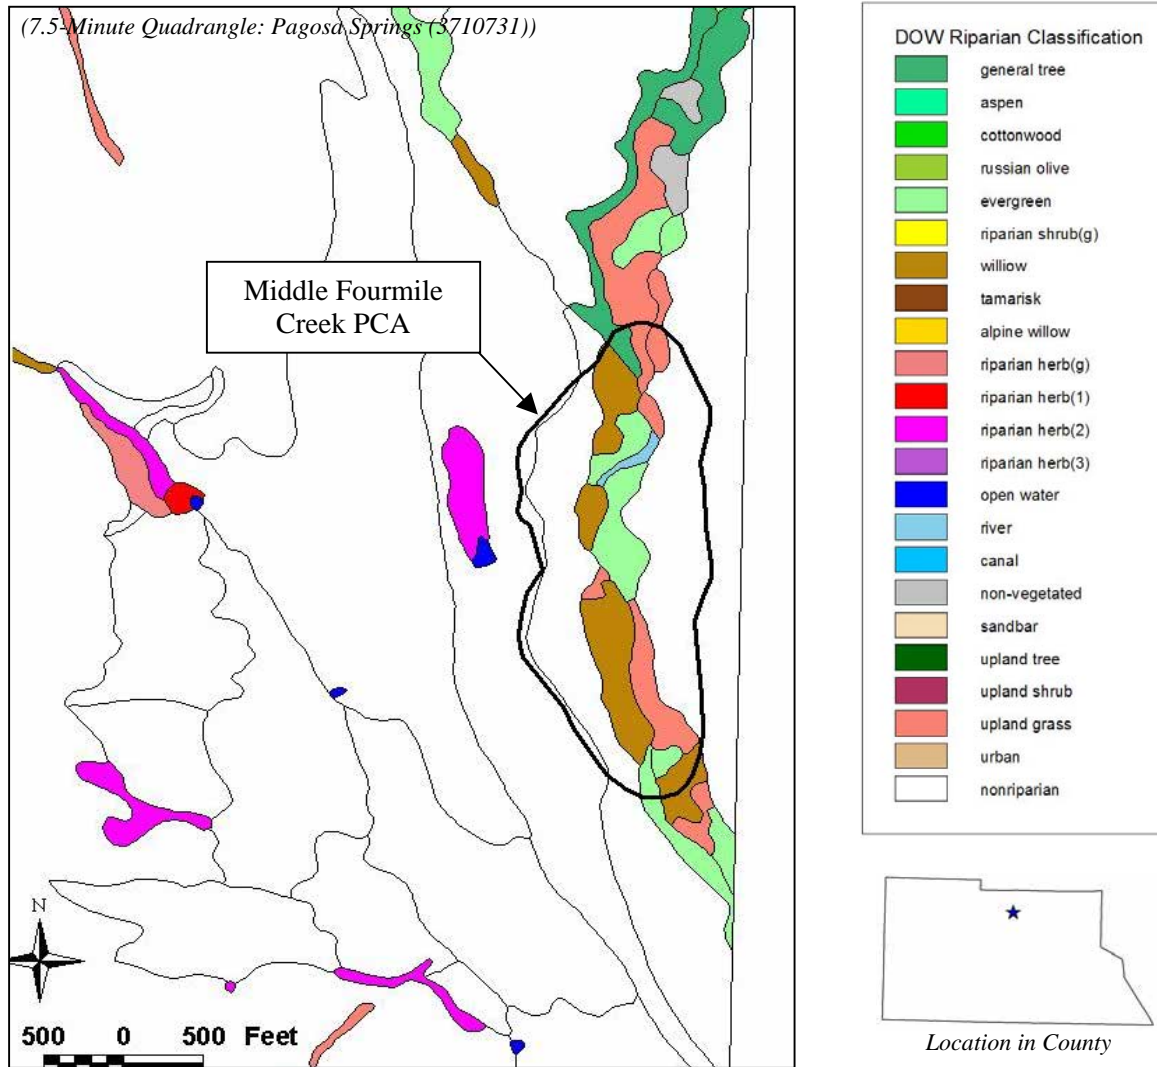 (7.5-Minute Quadrangle: Pagosa Springs (3710731))
Middle Fourmile
Creek PCA
N
500 0 500 Feet
DOW Riparian Classification
general tree
aspen
cottonwood
russian olive
evergreen
riparian shrub(g)
williow
tamarisk
alpine willow
riparian herb(g)
riparian herb(1)
riparian herb(2)
riparian herb(3)
open water
river
canal
non-vegetated
sandbar
upland tree
upland shrub
upland grass
urban
nonriparian
Location in County